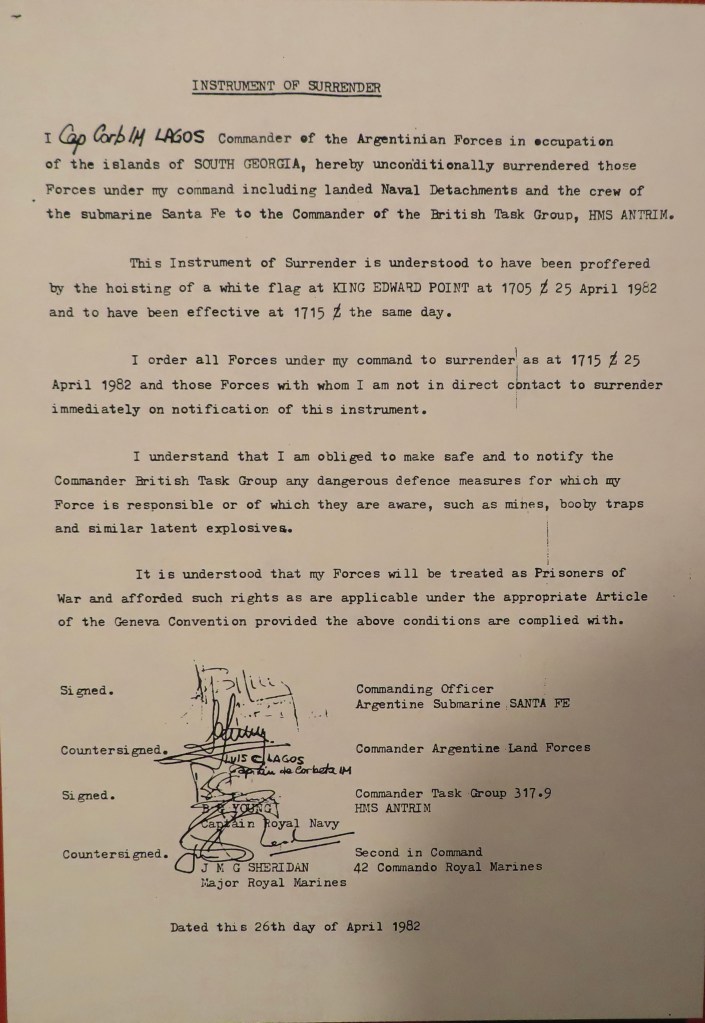 INSTRUMENT OF SURRENDER
I Cap Corb IM LAGOS Commander of the Argentinian Forces in occupation
of the islands of SOUTH GEORGIA, hereby unconditionally surrendered those
Forces under my command including landed Naval Detachments and the crew of
the submarine Santa Fe to the Commander of the British Task Group, HMS ANTRIM.
This Instrument of Surrender is understood to have been proffered
by the hoisting of a white flag at KING EDWARD POINT at 1705 Z 25 April 1982
and to have been effective at 1715 Z the same day.
I order all Forces under my command to surrender as at 1715 Z 25
April 1982 and those Forces with whom I am not in direct contact to surrender
immediately on notification of this instrument.
I understand that I am obliged to make safe and to notify the
Commander British Task Group any dangerous defence measures for which my
Force is responsible or of which they are aware, such as mines, booby traps
and similar latent explosives.
It is understood that my Forces will be treated as Prisoners of
War and afforded such rights as are applicable under the appropriate Article
of the Geneva Convention provided the above conditions are complied with.
Signed. Commanding Officer
Argentine Submarine SANTA FE
Countersigned. Commander Argentine Land Forces
LUIS C LAGOS
Capitán de Corbeta IM
Signed. Commander Task Group 317.9
B G YOUNG HMS ANTRIM
Captain Royal Navy
Countersigned. Second in Command
J M G SHERIDAN 42 Commando Royal Marines
Major Royal Marines
Dated this 26th day of April 1982